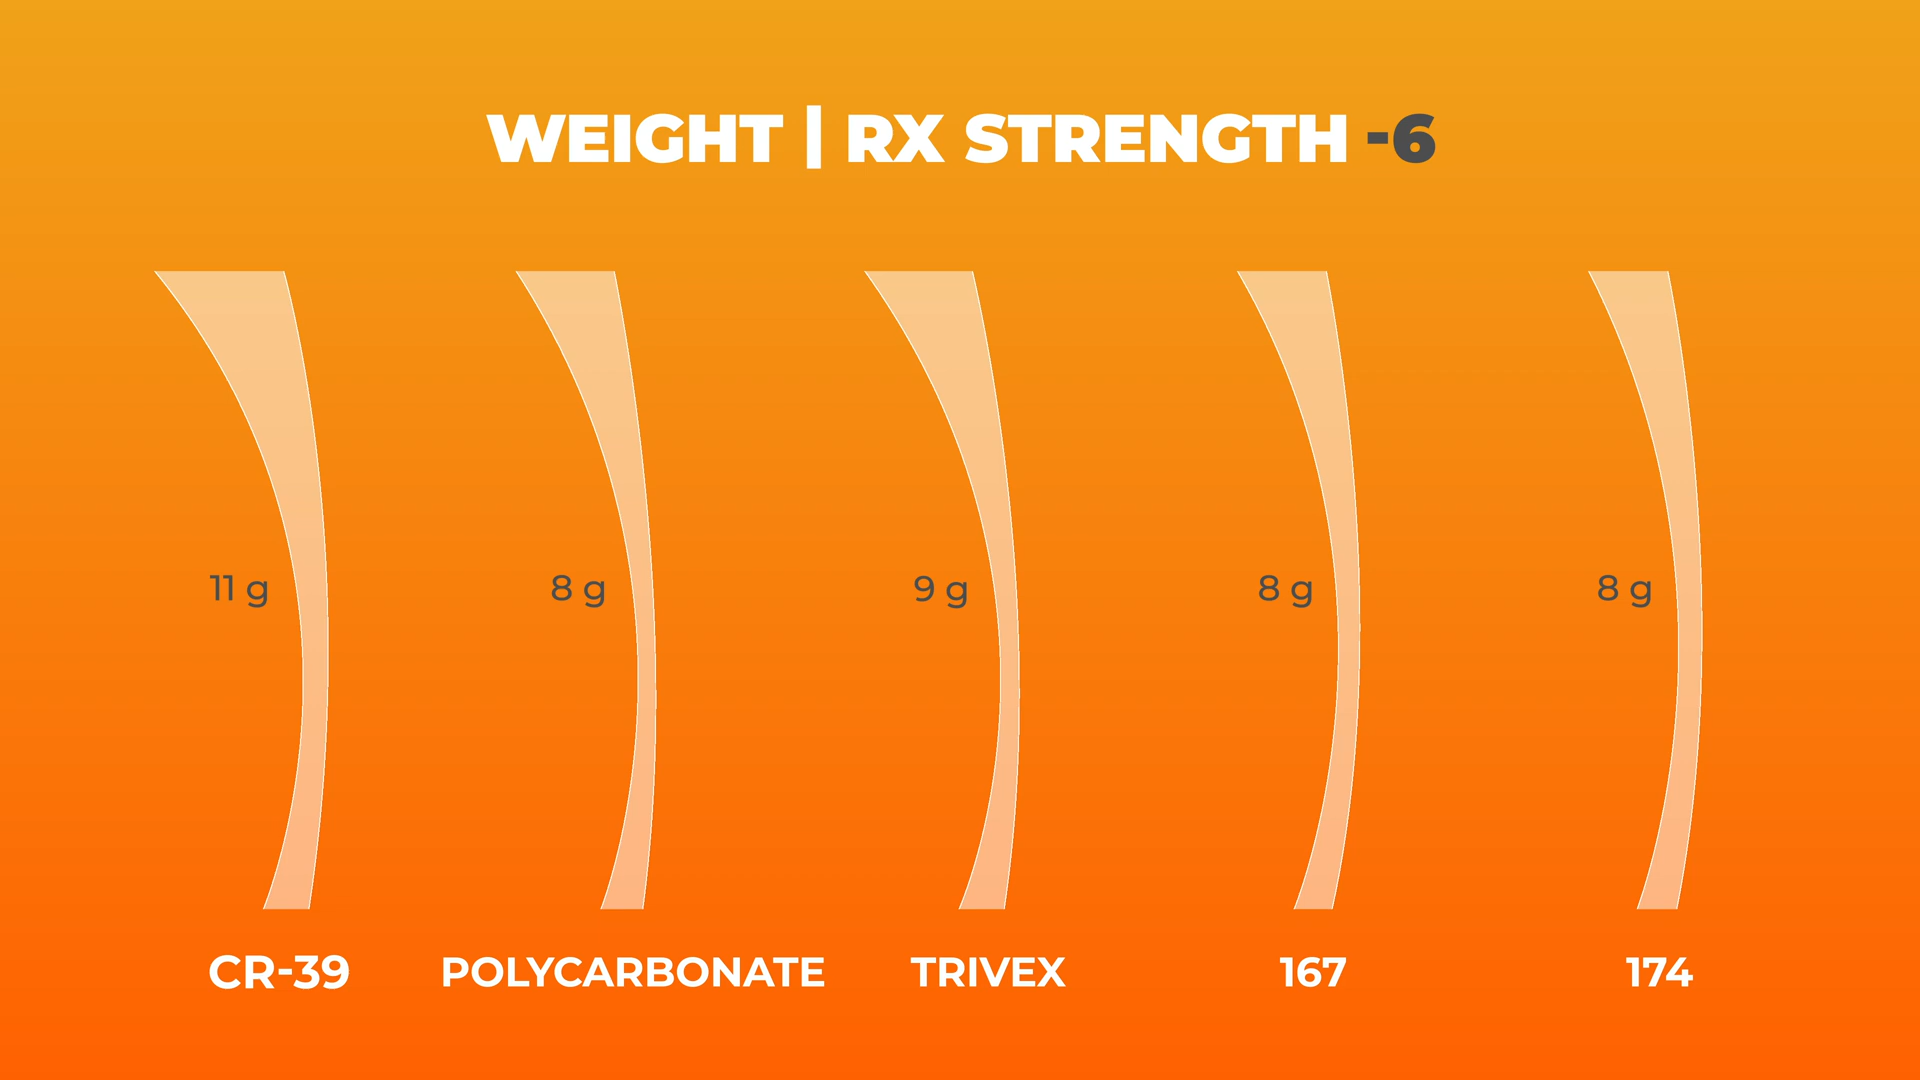 WEIGHT | RX STRENGTH -6
11 g
8 g
9 g
8 g
8 g
CR-39
POLYCARBONATE
TRIVEX
167
174